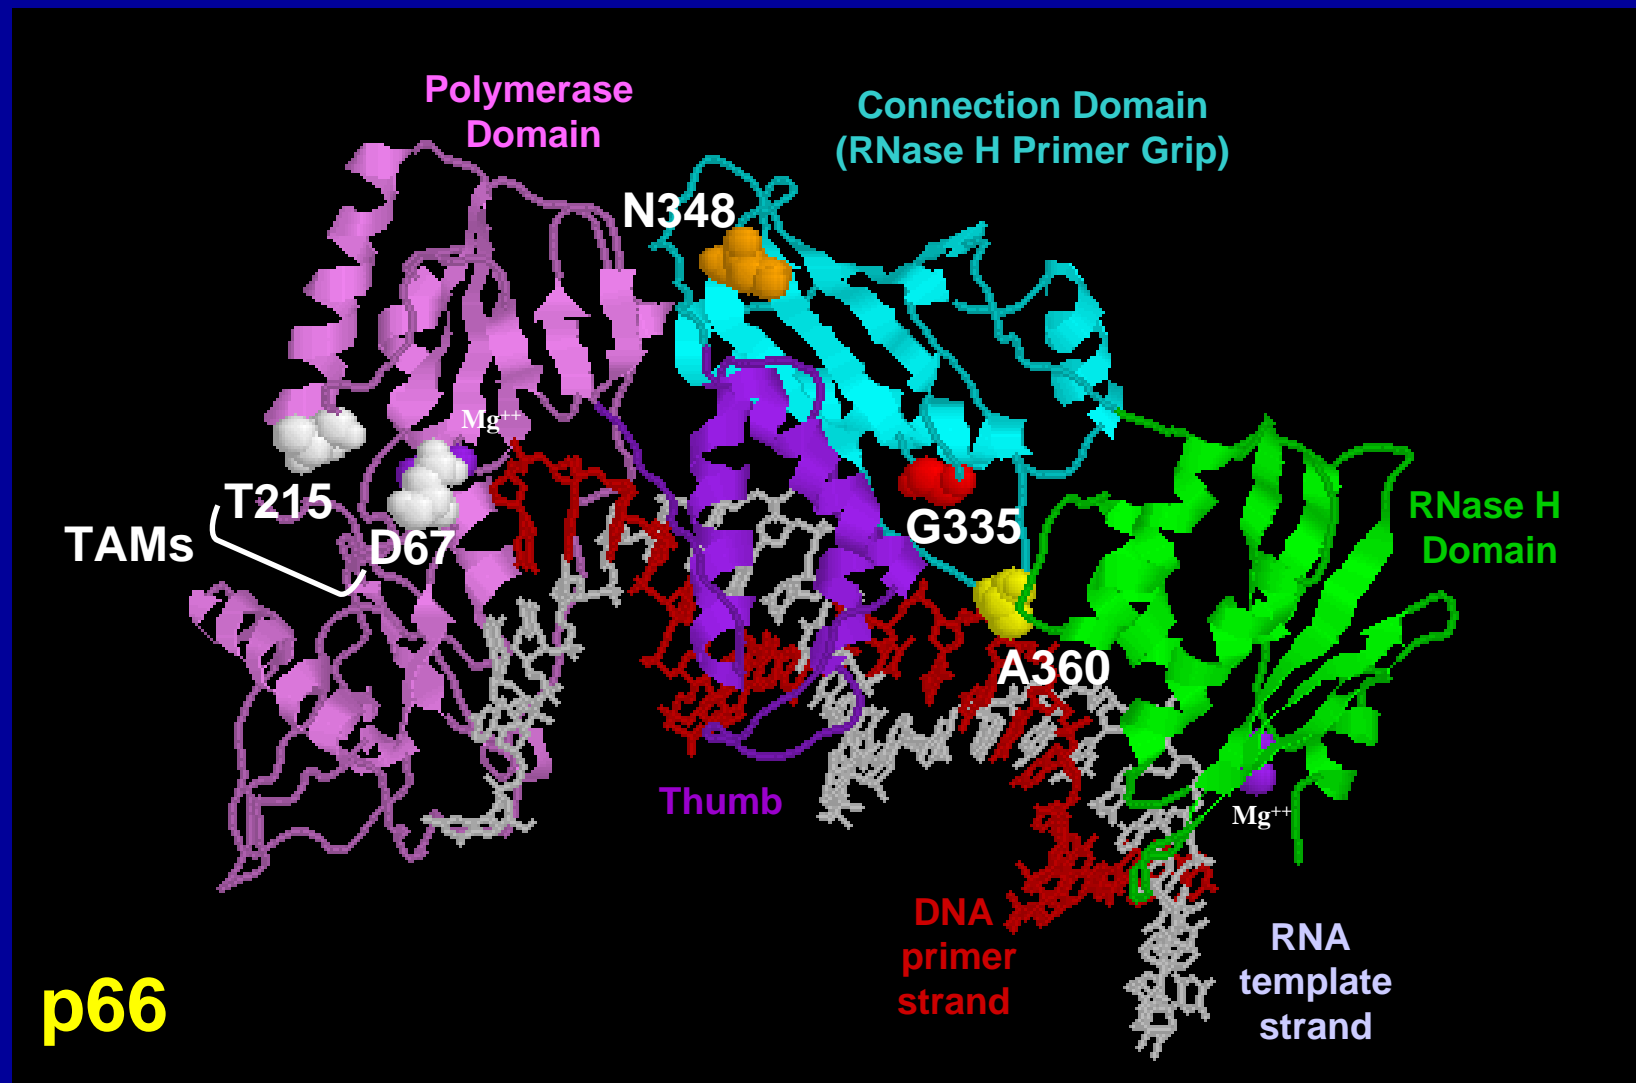 Polymerase
Domain
Connection Domain
(RNase H Primer Grip)
N348
Mg++
T215
TAMs
D67
G335
RNase H
Domain
A360
Thumb
Mg++
DNA
primer
strand
RNA
template
strand
p66